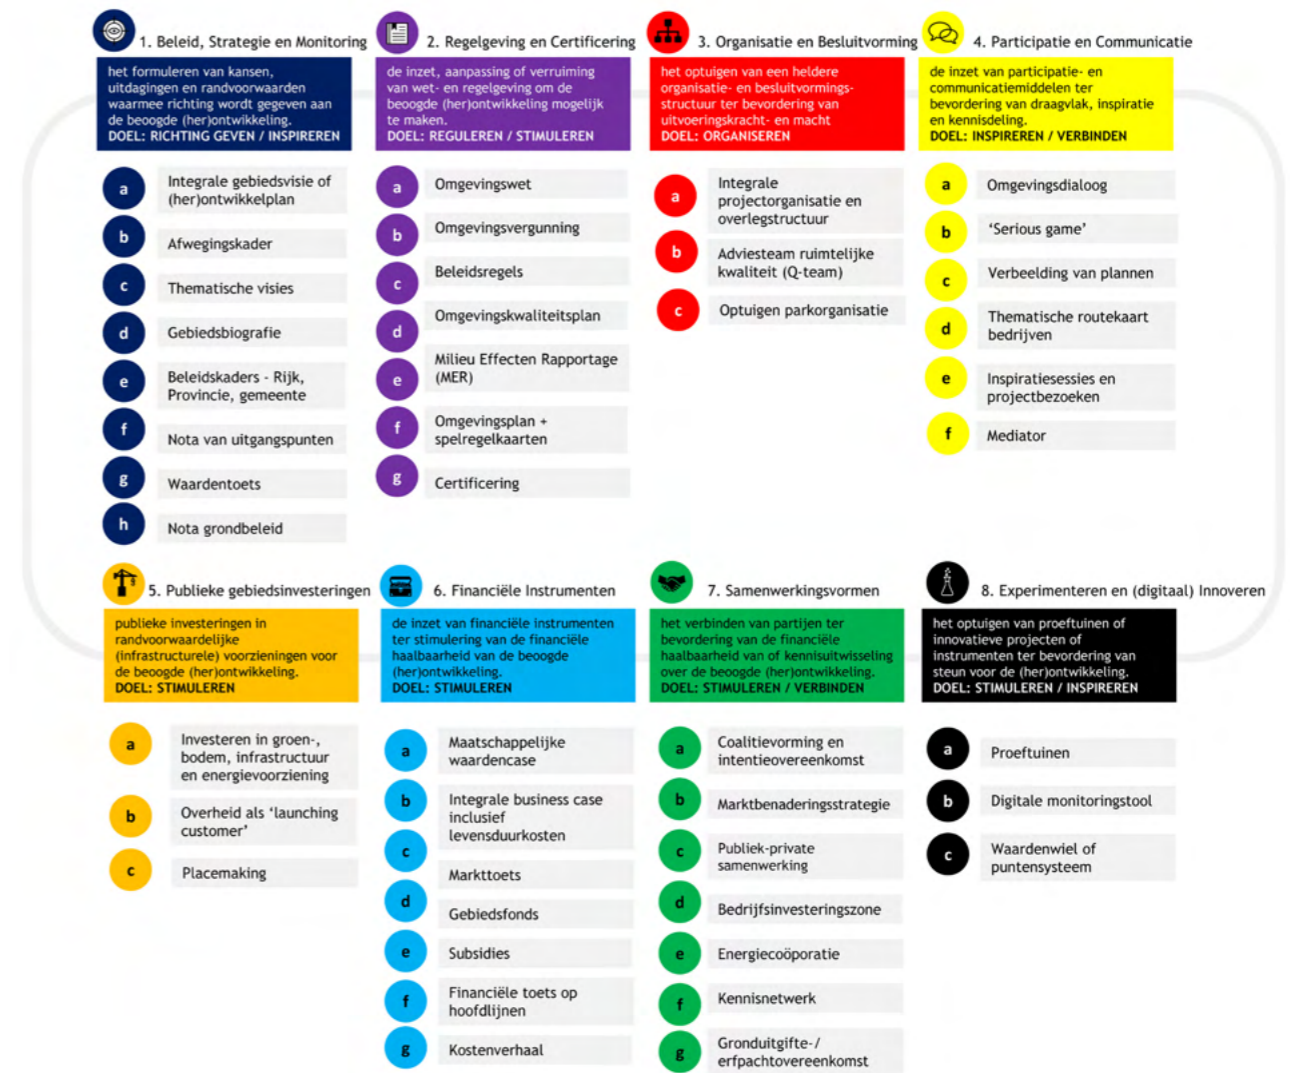 1. Beleid, Strategie en Monitoring
het formuleren van kansen,
uitdagingen en randvoorwaarden
waarmee richting wordt gegeven aan
de beoogde (her)ontwikkeling.
DOEL: RICHTING GEVEN / INSPIREREN
a
Integrale gebiedsvisie of
(her)ontwikkelplan
b
Afwegingskader
c
Thematische visies
d
Gebiedsbiografie
e
Beleidskaders - Rijk,
Provincie, gemeente
f
Nota van uitgangspunten
g
Waardentoets
h
Nota grondbeleid
2. Regelgeving en Certificering
de inzet, aanpassing of verruiming
van wet- en regelgeving om de
beoogde (her)ontwikkeling mogelijk
te maken.
DOEL: REGULEREN / STIMULEREN
a
Omgevingswet
b
Omgevingsvergunning
c
Beleidsregels
d
Omgevingskwaliteitsplan
e
Milieu Effecten Rapportage
(MER)
f
Omgevingsplan +
spelregelkaarten
g
Certificering
3. Organisatie en Besluitvorming
het optuigen van een heldere
organisatie- en besluitvormings-
structuur ter bevordering van
uitvoeringskracht- en macht
DOEL: ORGANISEREN
a
Integrale
projectorganisatie en
overlegstructuur
b
Adviesteam ruimtelijke
kwaliteit (Q-team)
c
Optuigen parkorganisatie
4. Participatie en Communicatie
de inzet van participatie- en
communicatiemiddelen ter
bevordering van draagvlak, inspiratie
en kennisdeling.
DOEL: INSPIREREN / VERBINDEN
a
Omgevingsdialoog
b
‘Serious game’
c
Verbeelding van plannen
d
Thematische routekaart
bedrijven
e
Inspiratiesessies en
projectbezoeken
f
Mediator
5. Publieke gebiedsinvesteringen
publieke investeringen in
randvoorwaardelijke
(infrastructurele) voorzieningen voor
de beoogde (her)ontwikkeling.
DOEL: STIMULEREN
a
Investeren in groen-,
bodem, infrastructuur
en energievoorziening
b
Overheid als ‘launching
customer’
c
Placemaking
6. Financiële Instrumenten
de inzet van financiële instrumenten
ter stimulering van de financiële
haalbaarheid van de beoogde
(her)ontwikkeling.
DOEL: STIMULEREN
a
Maatschappelijke
waardencase
b
Integrale business case
inclusief
levensduurkosten
c
Markttoets
d
Gebiedsfonds
e
Subsidies
f
Financiële toets op
hoofdlijnen
g
Kostenverhaal
7. Samenwerkingsvormen
het verbinden van partijen ter
bevordering van de financiële
haalbaarheid van of kennisuitwisseling
over de beoogde (her)ontwikkeling.
DOEL: STIMULEREN / VERBINDEN
a
Coalitievorming en
intentieovereenkomst
b
Marktbenaderingsstrategie
c
Publiek-private
samenwerking
d
Bedrijfsinvesteringszone
e
Energiecoöporatie
f
Kennisnetwerk
g
Gronduitgifte-/
erfpachtovereenkomst
8. Experimenteren en (digitaal) Innoveren
het optuigen van proeftuinen of
innovatieve projecten of
instrumenten ter bevordering van
steun voor de (her)ontwikkeling.
DOEL: STIMULEREN / INSPIREREN
a
Proeftuinen
b
Digitale monitoringstool
c
Waardenwiel of
puntensysteem